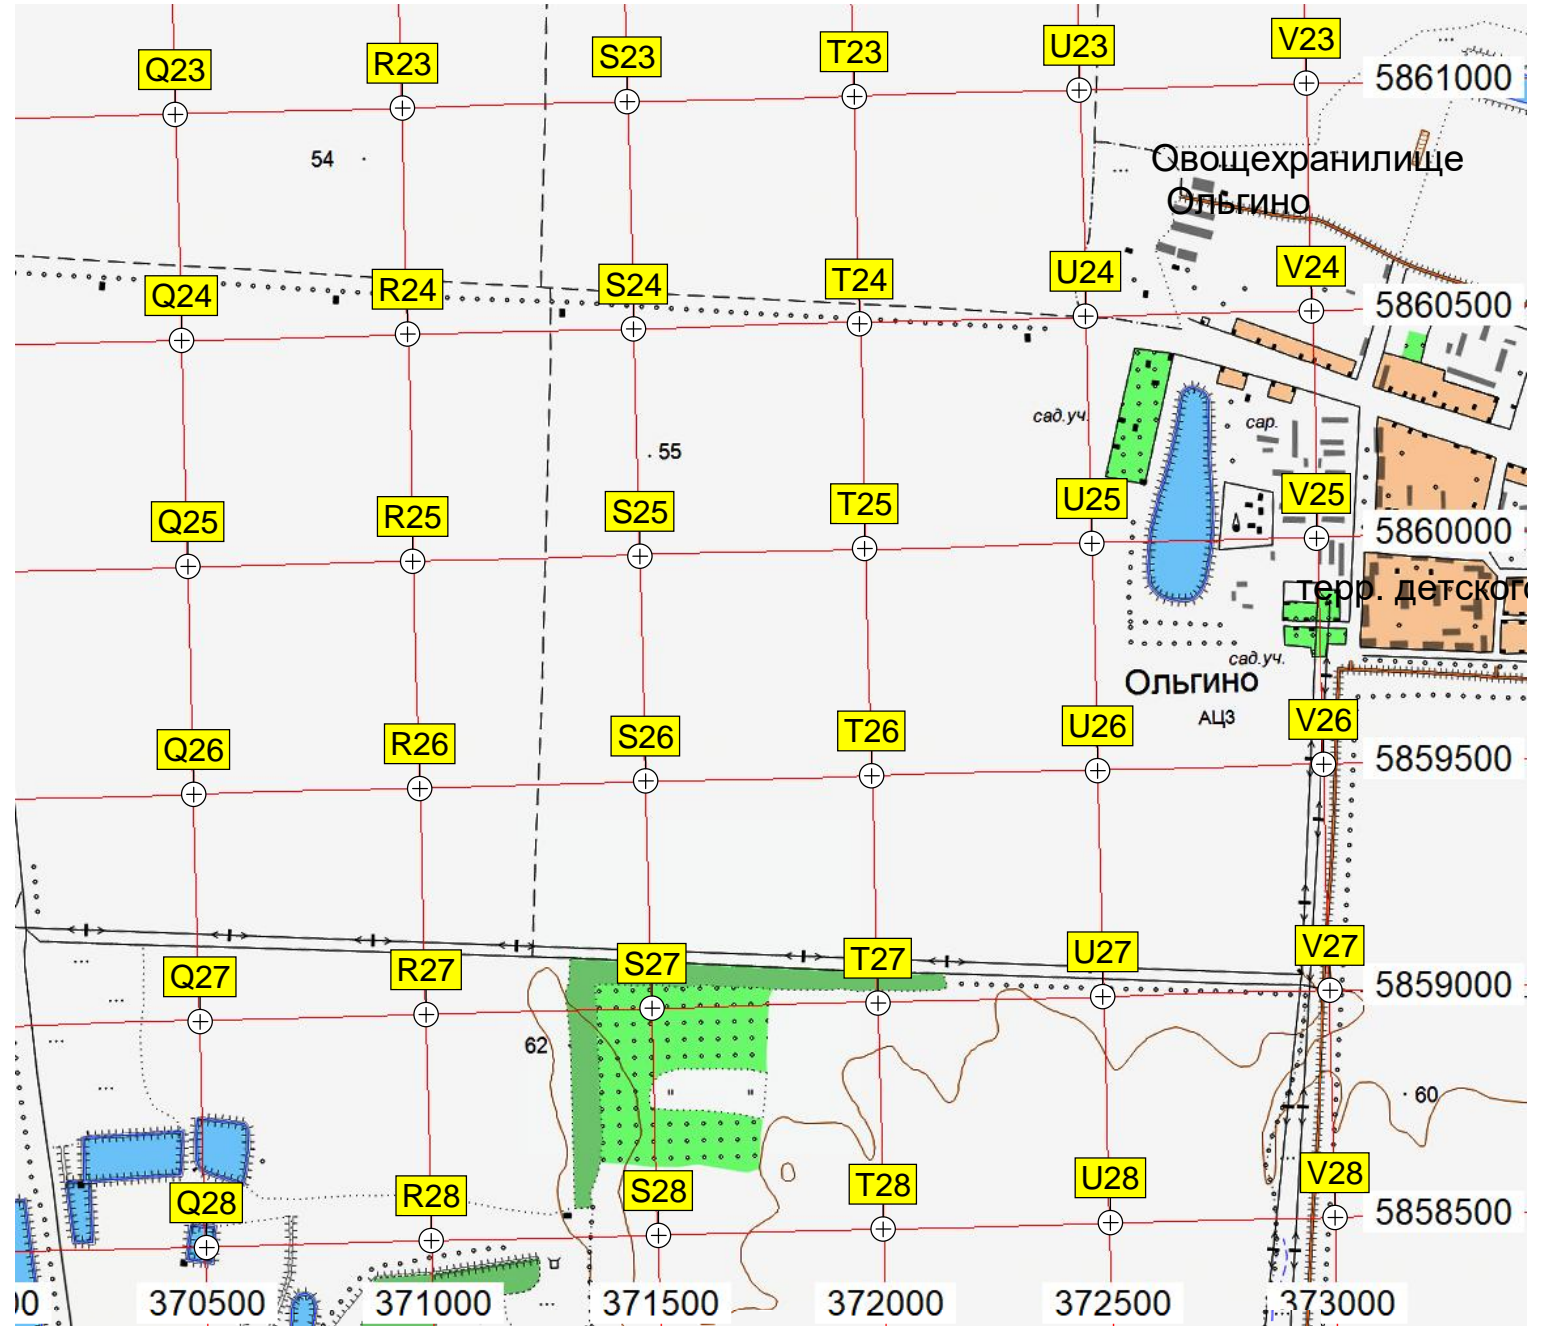 Q23 R23 S23 T23 U23 V23
5861000
54
Овощехранилище
Ольгино
Q24 R24 S24 T24 U24 V24
5860500
сад.уч.
сар.
55
Q25 R25 S25 T25 U25 V25
5860000
терр. детского
сад.уч.
Ольгино
АЦЗ
Q26 R26 S26 T26 U26 V26
5859500
Q27 R27 S27 T27 U27 V27
5859000
62
60
Q28 R28 S28 T28 U28 V28
5858500
00 370500 371000 371500 372000 372500 373000